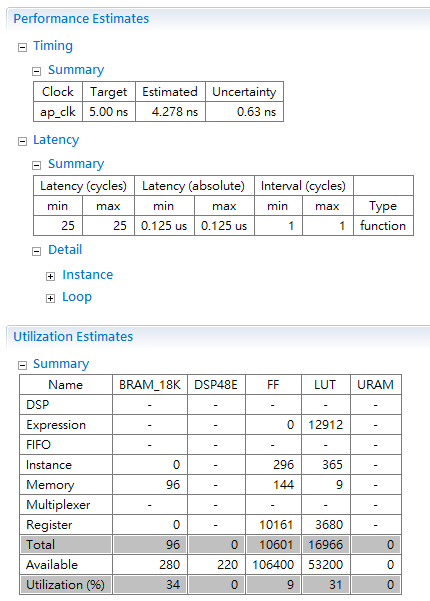 Performance Estimates
Timing
Summary
Clock Target Estimated Uncertainty
ap_clk 5.00 ns 4.278 ns 0.63 ns
Latency
Summary
Latency (cycles) Latency (absolute) Interval (cycles)
min max min max min max Type
25 25 0.125 us 0.125 us 1 1 function
Detail
Instance
Loop
Utilization Estimates
Summary
Name BRAM_18K DSP48E FF LUT URAM
DSP - - - - -
Expression - - 0 12912 -
FIFO - - - - -
Instance 0 - 296 365 -
Memory 96 - 144 9 -
Multiplexer - - - - -
Register 0 - 10161 3680 -
Total 96 0 10601 16966 0
Available 280 220 106400 53200 0
Utilization (%) 34 0 9 31 0